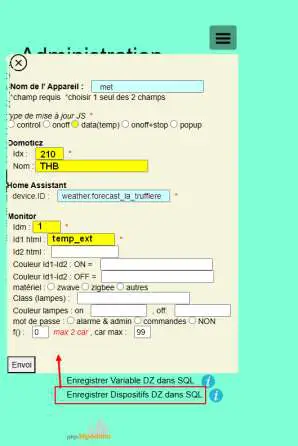 Administration
Nom de l' Appareil : met
*champ requis *choisir 1 seul des 2 champs
type de mise à jour JS *
control onoff data(temp) onoff+stop popup
Domoticz
Idx : 210 *
Nom : THB
Home Assistant
device.ID : weather.forecast_la_truffiere *
Monitor
Idm : 1 *
Id1 html : temp_ext *
Id2 html :
Couleur Id1-Id2 : ON =
Couleur Id1-Id2 : OFF =
matériel : zwave zigbee autres
Class (lampes) :
Couleur lampes : on , off:
mot de passe : alarme & admin commandes NON
f() : 0 max 2 car , car max : 99
Envoi
Enregistrer Variable DZ dans SQL
Enregistrer Dispositifs DZ dans SQL